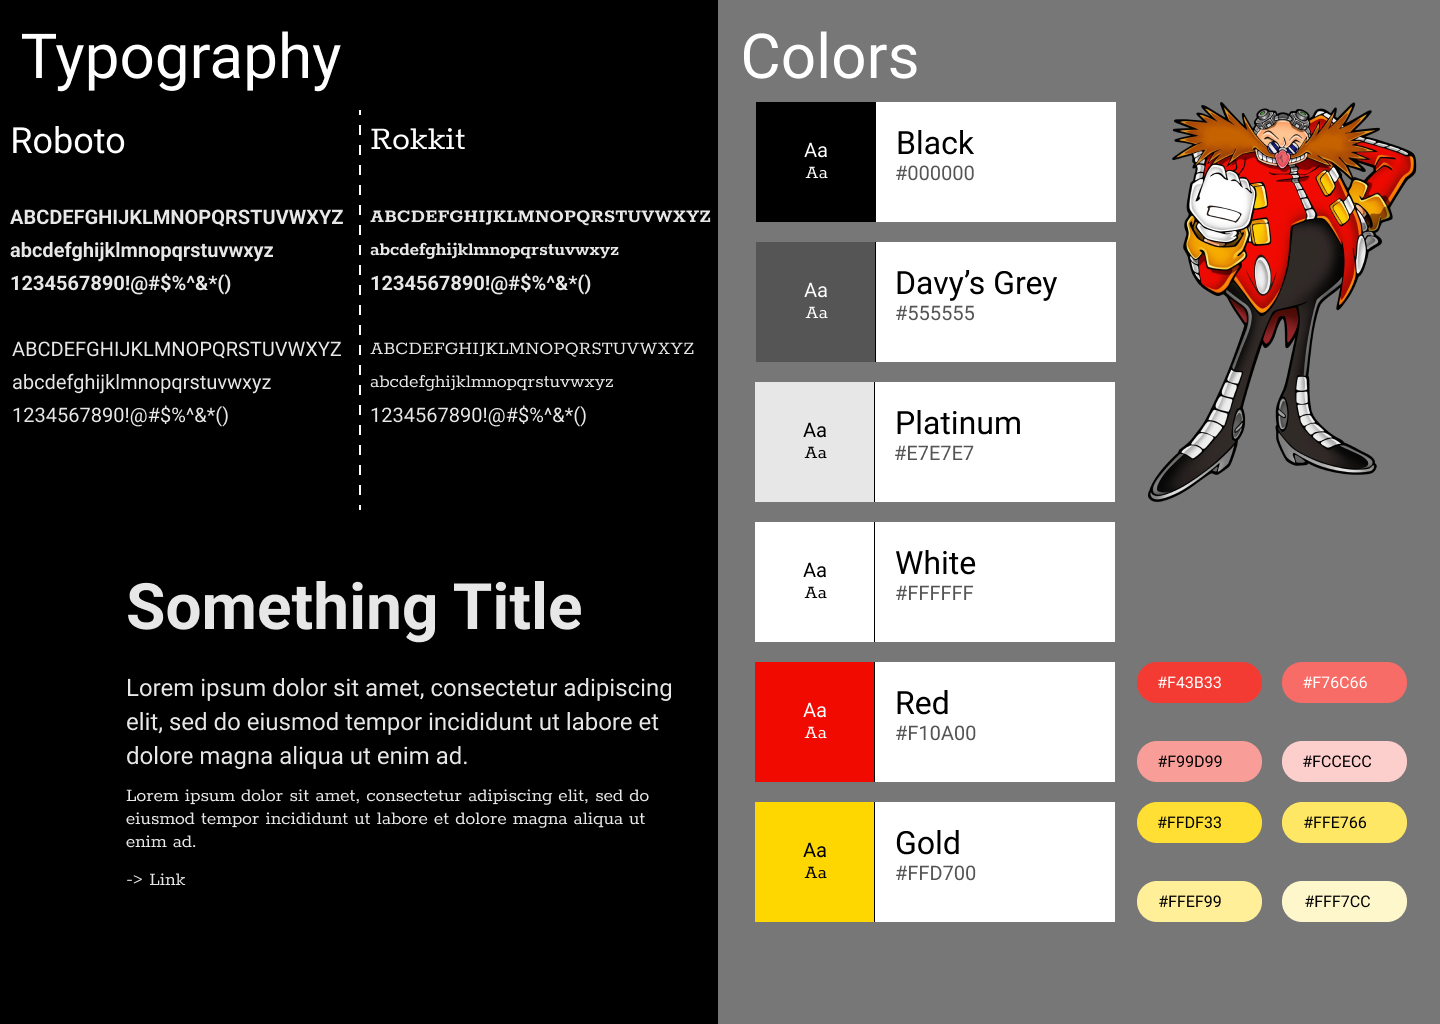 Typography
Roboto
ABCDEFGHIJKLMNOPQRSTUVWXYZ
abcdefghijklmnopqrstuvwxyz
1234567890!@#$%^&*()
ABCDEFGHIJKLMNOPQRSTUVWXYZ
abcdefghijklmnopqrstuvwxyz
1234567890!@#$%^&*()
Rokkit
ABCDEFGHIJKLMNOPQRSTUVWXYZ
abcdefghijklmnopqrstuvwxyz
1234567890!@#$%^&*()
ABCDEFGHIJKLMNOPQRSTUVWXYZ
abcdefghijklmnopqrstuvwxyz
1234567890!@#$%^&*()
Something Title
Lorem ipsum dolor sit amet, consectetur adipiscing
elit, sed do eiusmod tempor incididunt ut labore et
dolore magna aliqua ut enim ad.
Lorem ipsum dolor sit amet, consectetur adipiscing elit, sed do
eiusmod tempor incididunt ut labore et dolore magna aliqua ut
enim ad.
-> Link
Colors
Aa
Aa
Black
#000000
Aa
Aa
Davy’s Grey
#555555
Aa
Aa
Platinum
#E7E7E7
Aa
Aa
White
#FFFFFF
Aa
Aa
Red
#F10A00
#F43B33
#F76C66
#F99D99
#FCCECC
Aa
Aa
Gold
#FFD700
#FFDF33
#FFE766
#FFEF99
#FFF7CC